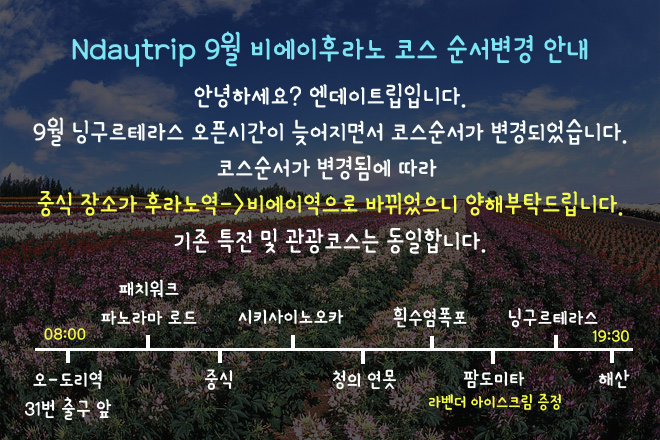 Ndaytrip 9월 비에이후라노 코스 순서변경 안내
안녕하세요? 엔데이트립입니다.
9월 닝구르테라스 오픈시간이 늦어지면서 코스순서가 변경되었습니다.
코스순서가 변경됨에 따라
중식 장소가 후라노역->비에이역으로 바뀌었으니 양해부탁드립니다.
기존 특전 및 관광코스는 동일합니다.
08:00
패치워크
파노라마 로드
시키사이노오카
흰수염폭포
닝구르테라스
19:30
오-도리역
31번 출구 앞
중식
청의 연못
팜도미타
라벤더 아이스크림 증정
해산